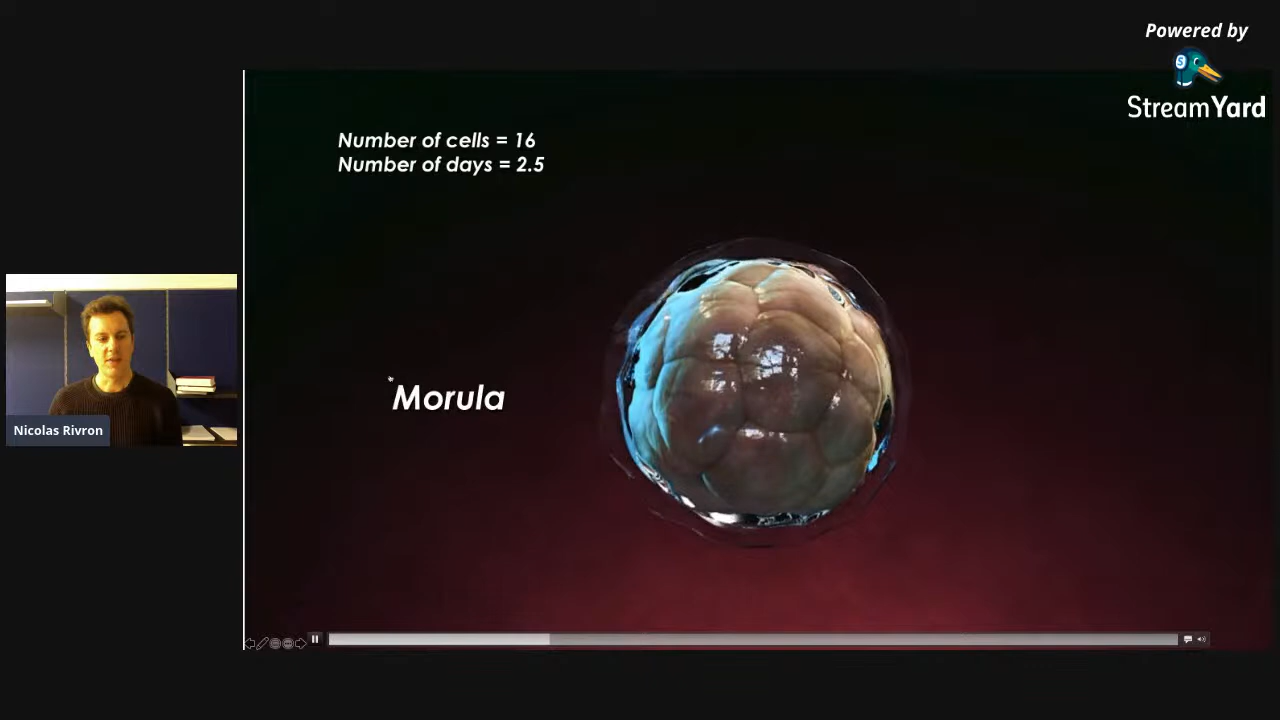 Powered by
StreamYard
Number of cells = 16
Number of days = 2.5
Morula
Nicolas Rivron